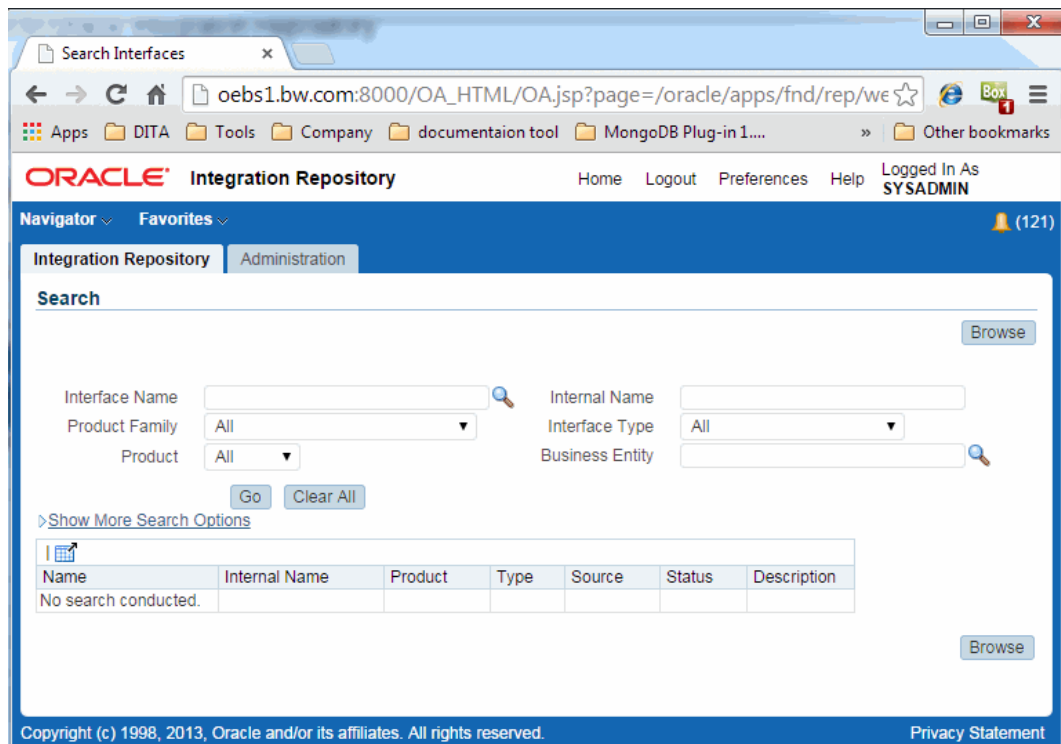 Search Interfaces ×
oebs1.bw.com:8000/OA_HTML/OA.jsp?page=/oracle/apps/fnd/rep/we
Box 1
Apps DITA Tools Company documentaion tool MongoDB Plug-in 1.... » Other bookmarks
ORACLE Integration Repository Home Logout Preferences Help Logged In As
SYSADMIN
Navigator Favorites (121)
Integration Repository Administration
Search
Browse
Interface Name Internal Name
Product Family All Interface Type All
Product All Business Entity
Go Clear All
Show More Search Options
Name Internal Name Product Type Source Status Description
No search conducted.
Browse
Copyright (c) 1998, 2013, Oracle and/or its affiliates. All rights reserved. Privacy Statement